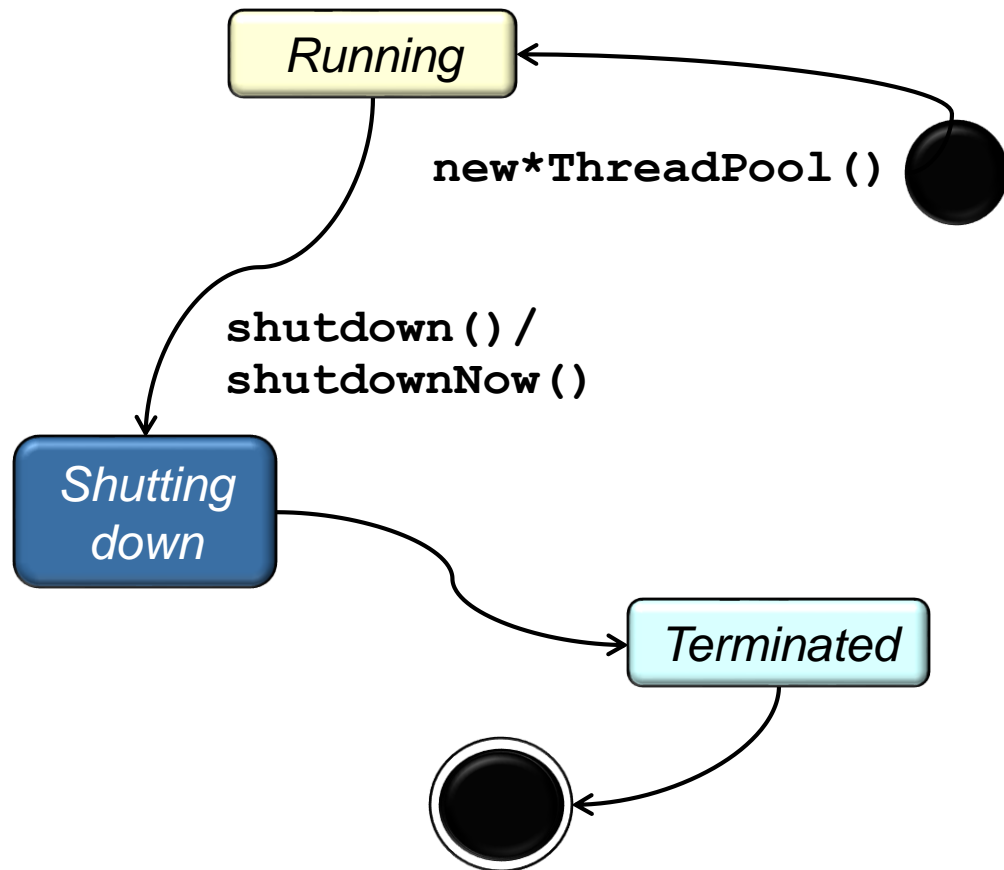 Running
new*ThreadPool()
shutdown()/
shutdownNow()
Shutting
down
Terminated